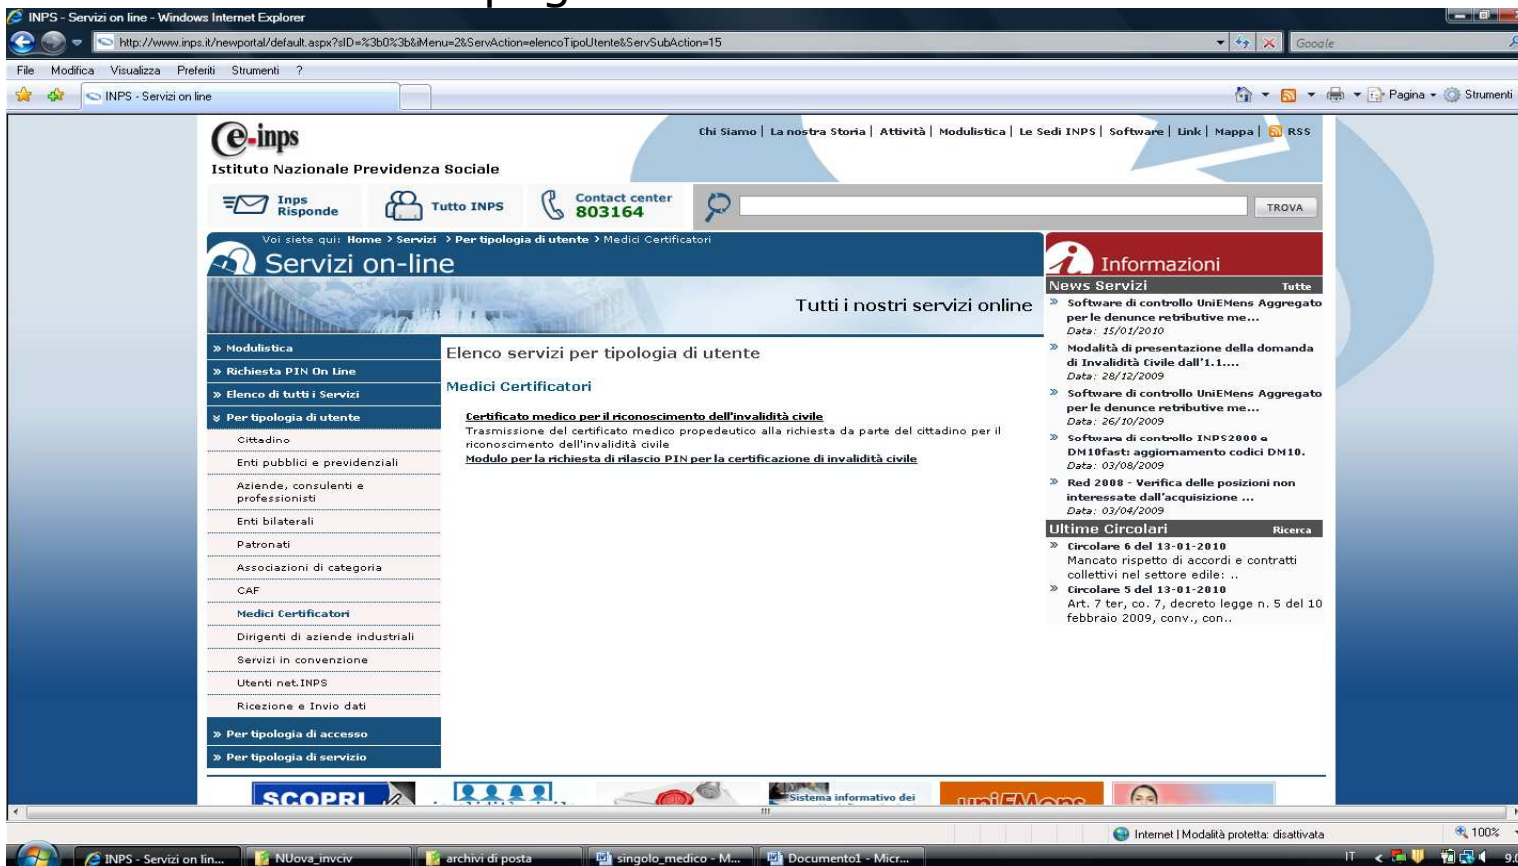 INPS - Servizi on line - Windows Internet Explorer
http://www.inps.it/newportal/default.aspx?sID=%3b0%3b&iMenu=2&ServAction=elencoTipoUtente&ServSubAction=15
Google
File Modifica Visualizza Preferiti Strumenti ?
INPS - Servizi on line
Pagina Strumenti
e-inps
Istituto Nazionale Previdenza Sociale
Chi Siamo | La nostra Storia | Attività | Modulistica | Le Sedi INPS | Software | Link | Mappa | RSS
Inps Risponde
Tutto INPS
Contact center
803164
TROVA
Voi siete qui: Home > Servizi > Per tipologia di utente > Medici Certificatori
Servizi on-line
Tutti i nostri servizi online
» Modulistica
» Richiesta PIN On Line
» Elenco di tutti i Servizi
Per tipologia di utente
Cittadino
Enti pubblici e previdenziali
Aziende, consulenti e
professionisti
Enti bilaterali
Patronati
Associazioni di categoria
CAF
Medici Certificatori
Dirigenti di aziende industriali
Servizi in convenzione
Utenti net.INPS
Ricezione e Invio dati
» Per tipologia di accesso
» Per tipologia di servizio
Elenco servizi per tipologia di utente
Medici Certificatori
Certificato medico per il riconoscimento dell'invalidità civile
Trasmissione del certificato medico propedeutico alla richiesta da parte del cittadino per il
riconoscimento dell'invalidità civile
Modulo per la richiesta di rilascio PIN per la certificazione di invalidità civile
Informazioni
News Servizi Tutte
» Software di controllo UniEMens Aggregato
per le denunce retributive me...
Data: 15/01/2010
» Modalità di presentazione della domanda
di Invalidità Civile dall'1.1....
Data: 28/12/2009
» Software di controllo UniEMens Aggregato
per le denunce retributive me...
Data: 26/10/2009
» Software di controllo INPS2000 e
DM10fast: aggiornamento codici DM10.
Data: 03/08/2009
» Red 2008 - Verifica delle posizioni non
interessate dall'acquisizione ...
Data: 03/04/2009
Ultime Circolari Ricerca
» Circolare 6 del 13-01-2010
Mancato rispetto di accordi e contratti
collettivi nel settore edile: ..
» Circolare 5 del 13-01-2010
Art. 7 ter, co. 7, decreto legge n. 5 del 10
febbraio 2009, conv., con..
SCOPRI
Sistema informativo dei
uniEMens
Internet | Modalità protetta: disattivata
100%
INPS - Servizi on lin...
NUova_invciv
archivi di posta
singolo_medico - M...
Documento1 - Micr...
IT